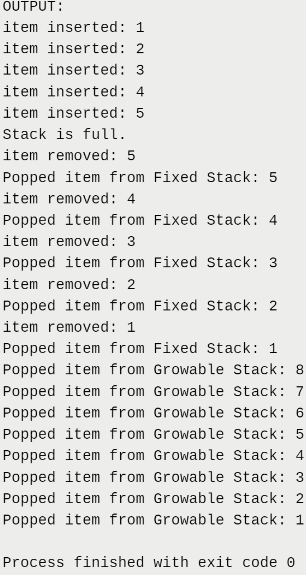 OUTPUT:
item inserted: 1
item inserted: 2
item inserted: 3
item inserted: 4
item inserted: 5
Stack is full.
item removed: 5
Popped item from Fixed Stack: 5
item removed: 4
Popped item from Fixed Stack: 4
item removed: 3
Popped item from Fixed Stack: 3
item removed: 2
Popped item from Fixed Stack: 2
item removed: 1
Popped item from Fixed Stack: 1
Popped item from Growable Stack: 8
Popped item from Growable Stack: 7
Popped item from Growable Stack: 6
Popped item from Growable Stack: 5
Popped item from Growable Stack: 4
Popped item from Growable Stack: 3
Popped item from Growable Stack: 2
Popped item from Growable Stack: 1
Process finished with exit code 0